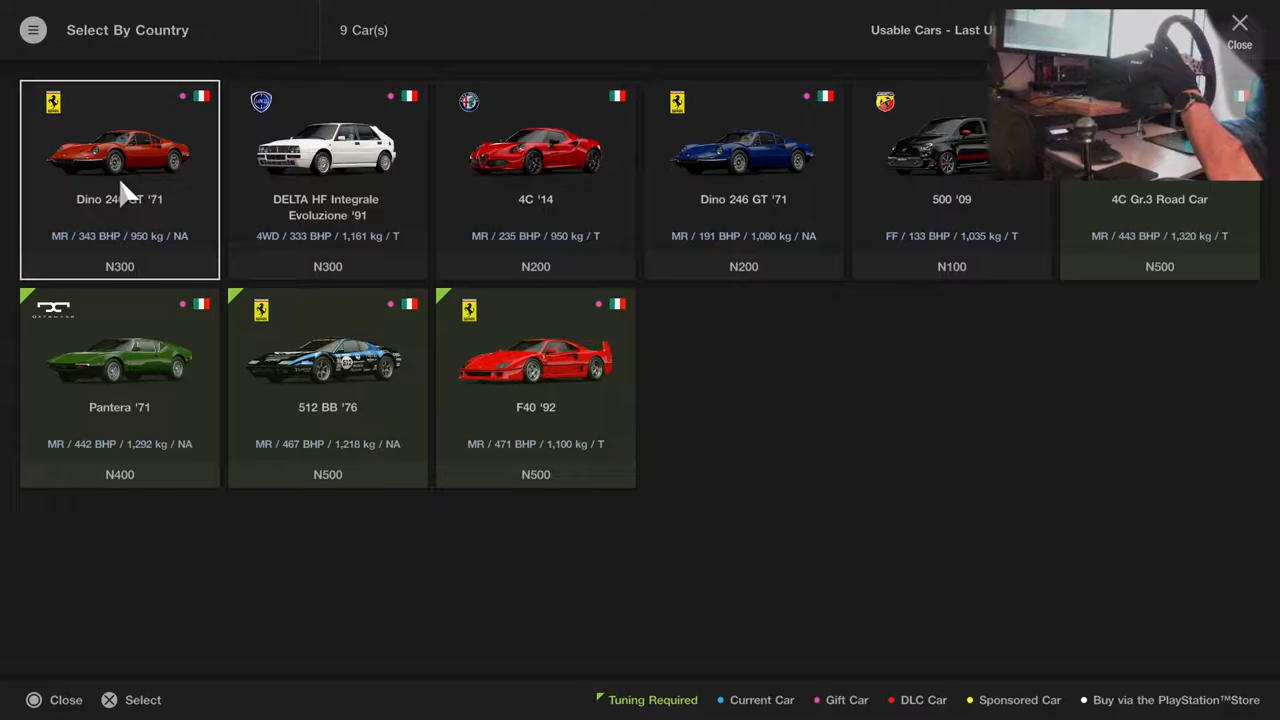 Select By Country
9 Car(s)
Usable Cars - Last U
Close
Dino 246 GT '71
MR / 343 BHP / 950 kg / NA
N300
DELTA HF Integrale
Evoluzione '91
4WD / 333 BHP / 1,161 kg / T
N300
4C '14
MR / 235 BHP / 950 kg / T
N200
Dino 246 GT '71
MR / 191 BHP / 1,080 kg / NA
N200
500 '09
FF / 133 BHP / 1,035 kg / T
N100
4C Gr.3 Road Car
MR / 443 BHP / 1,320 kg / T
N500
Pantera '71
MR / 442 BHP / 1,292 kg / NA
N400
512 BB '76
MR / 467 BHP / 1,218 kg / NA
N500
F40 '92
MR / 471 BHP / 1,100 kg / T
N500
Close
Select
Tuning Required
Current Car
Gift Car
DLC Car
Sponsored Car
Buy via the PlayStation™Store